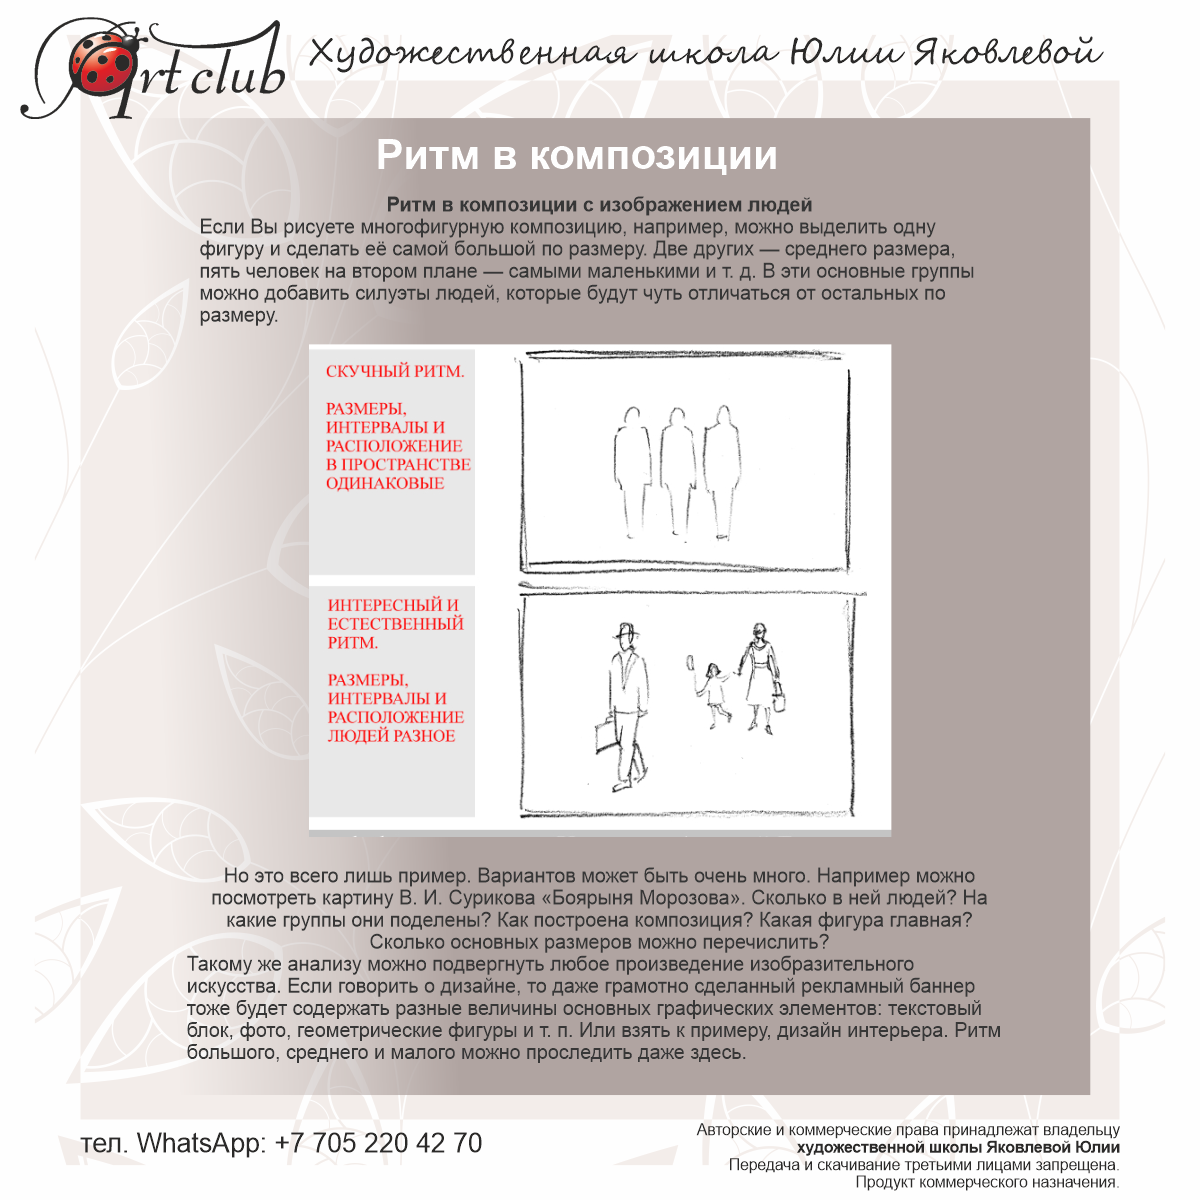 Art club
Художественная школа Юлии Яковлевой
Ритм в композиции
Ритм в композиции с изображением людей
Если Вы рисуете многофигурную композицию, например, можно выделить одну
фигуру и сделать её самой большой по размеру. Две других — среднего размера,
пять человек на втором плане — самыми маленькими и т. д. В эти основные группы
можно добавить силуэты людей, которые будут чуть отличаться от остальных по
размеру.
СКУЧНЫЙ РИТМ.
РАЗМЕРЫ,
ИНТЕРВАЛЫ И
РАСПОЛОЖЕНИЕ
В ПРОСТРАНСТВЕ
ОДИНАКОВЫЕ
ИНТЕРЕСНЫЙ И
ЕСТЕСТВЕННЫЙ
РИТМ.
РАЗМЕРЫ,
ИНТЕРВАЛЫ И
РАСПОЛОЖЕНИЕ
ЛЮДЕЙ РАЗНОЕ
Но это всего лишь пример. Вариантов может быть очень много. Например можно
посмотреть картину В. И. Сурикова «Боярыня Морозова». Сколько в ней людей? На
какие группы они поделены? Как построена композиция? Какая фигура главная?
Сколько основных размеров можно перечислить?
Такому же анализу можно подвергнуть любое произведение изобразительного
искусства. Если говорить о дизайне, то даже грамотно сделанный рекламный баннер
тоже будет содержать разные величины основных графических элементов: текстовый
блок, фото, геометрические фигуры и т. п. Или взять к примеру, дизайн интерьера. Ритм
большого, среднего и малого можно проследить даже здесь.
тел. WhatsApp: +7 705 220 42 70
Авторские и коммерческие права принадлежат владельцу
художественной школы Яковлевой Юлии
Передача и скачивание третьими лицами запрещена.
Продукт коммерческого назначения.